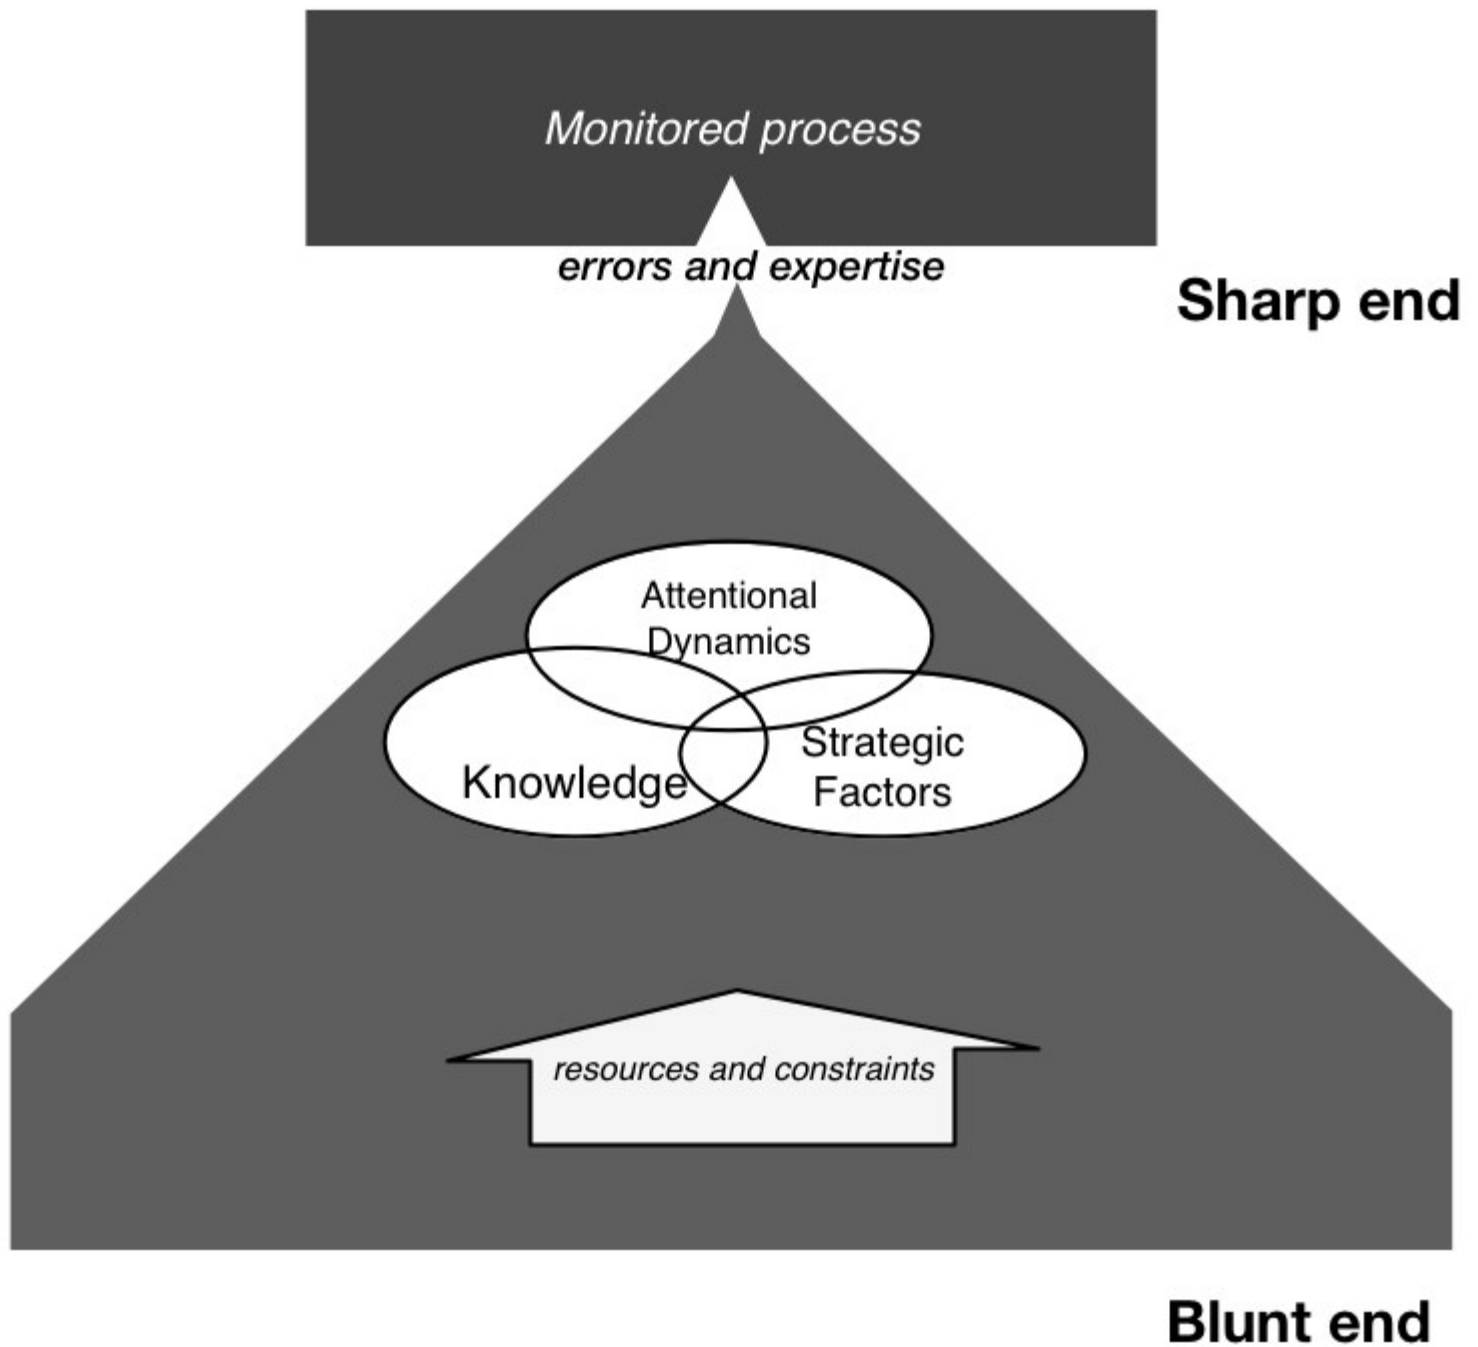 Monitored process
errors and expertise
Sharp end
Attentional
Dynamics
Knowledge
Strategic
Factors
resources and constraints
Blunt end